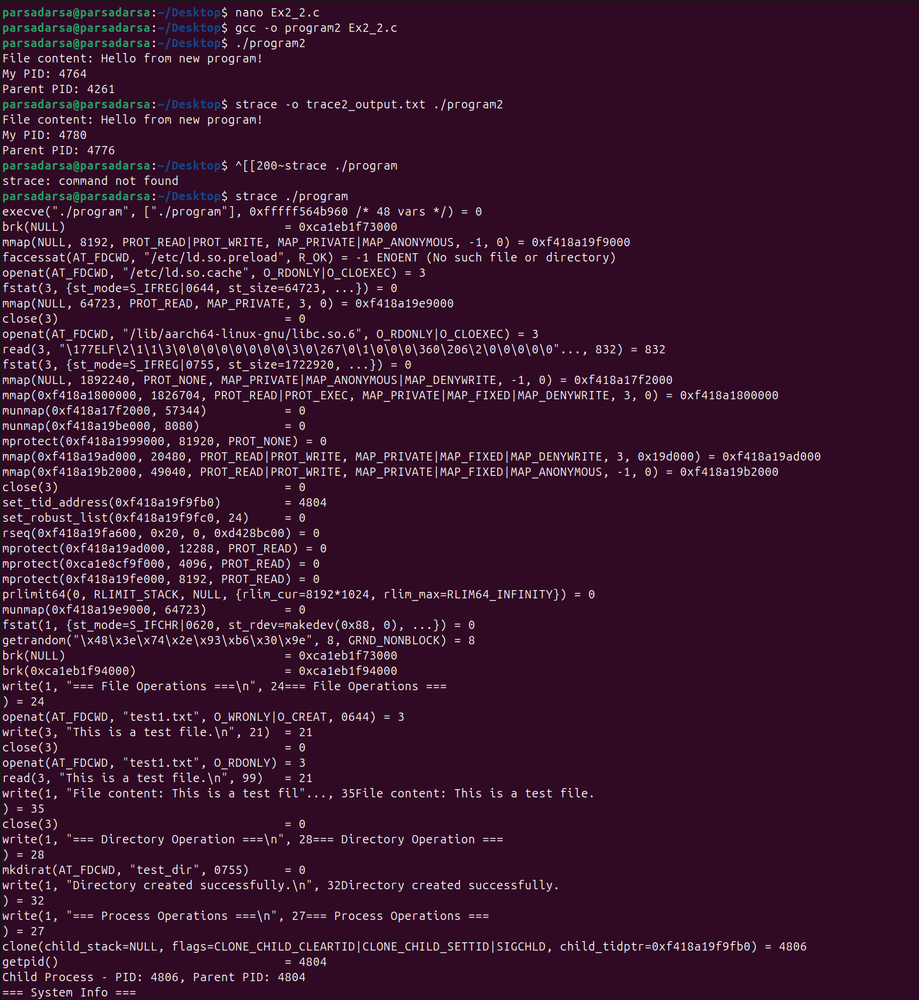 parsadarsa@parsadarsa:~/Desktop$ nano Ex2_2.c
parsadarsa@parsadarsa:~/Desktop$ gcc -o program2 Ex2_2.c
parsadarsa@parsadarsa:~/Desktop$ ./program2
File content: Hello from new program!
My PID: 4764
Parent PID: 4261
parsadarsa@parsadarsa:~/Desktop$ strace -o trace2_output.txt ./program2
File content: Hello from new program!
My PID: 4780
Parent PID: 4776
parsadarsa@parsadarsa:~/Desktop$ ^[[200~strace ./program
strace: command not found
parsadarsa@parsadarsa:~/Desktop$ strace ./program
execve("./program", ["./program"], 0xfffff564b960 /* 48 vars */) = 0
brk(NULL)                               = 0xca1eb1f73000
mmap(NULL, 8192, PROT_READ|PROT_WRITE, MAP_PRIVATE|MAP_ANONYMOUS, -1, 0) = 0xf418a19f9000
faccessat(AT_FDCWD, "/etc/ld.so.preload", R_OK) = -1 ENOENT (No such file or directory)
openat(AT_FDCWD, "/etc/ld.so.cache", O_RDONLY|O_CLOEXEC) = 3
fstat(3, {st_mode=S_IFREG|0644, st_size=64723, ...}) = 0
mmap(NULL, 64723, PROT_READ, MAP_PRIVATE, 3, 0) = 0xf418a19e9000
close(3)                                = 0
openat(AT_FDCWD, "/lib/aarch64-linux-gnu/libc.so.6", O_RDONLY|O_CLOEXEC) = 3
read(3, "\177ELF\2\1\1\3\0\0\0\0\0\0\0\0\3\0\267\0\1\0\0\0\360\206\2\0\0\0\0\0"..., 832) = 832
fstat(3, {st_mode=S_IFREG|0755, st_size=1722920, ...}) = 0
mmap(NULL, 1892240, PROT_NONE, MAP_PRIVATE|MAP_ANONYMOUS|MAP_DENYWRITE, -1, 0) = 0xf418a17f2000
mmap(0xf418a1800000, 1826704, PROT_READ|PROT_EXEC, MAP_PRIVATE|MAP_FIXED|MAP_DENYWRITE, 3, 0) = 0xf418a1800000
munmap(0xf418a17f2000, 57344)           = 0
munmap(0xf418a19be000, 8080)            = 0
mprotect(0xf418a1999000, 81920, PROT_NONE) = 0
mmap(0xf418a19ad000, 20480, PROT_READ|PROT_WRITE, MAP_PRIVATE|MAP_FIXED|MAP_DENYWRITE, 3, 0x19d000) = 0xf418a19ad000
mmap(0xf418a19b2000, 49040, PROT_READ|PROT_WRITE, MAP_PRIVATE|MAP_FIXED|MAP_ANONYMOUS, -1, 0) = 0xf418a19b2000
close(3)                                = 0
set_tid_address(0xf418a19f9fb0)         = 4804
set_robust_list(0xf418a19f9fc0, 24)     = 0
rseq(0xf418a19fa600, 0x20, 0, 0xd428bc00) = 0
mprotect(0xf418a19ad000, 12288, PROT_READ) = 0
mprotect(0xca1e8cf9f000, 4096, PROT_READ) = 0
mprotect(0xf418a19fe000, 8192, PROT_READ) = 0
prlimit64(0, RLIMIT_STACK, NULL, {rlim_cur=8192*1024, rlim_max=RLIM64_INFINITY}) = 0
munmap(0xf418a19e9000, 64723)           = 0
fstat(1, {st_mode=S_IFCHR|0620, st_rdev=makedev(0x88, 0), ...}) = 0
getrandom("\x48\x3e\x74\x2e\x93\xb6\x30\x9e", 8, GRND_NONBLOCK) = 8
brk(NULL)                               = 0xca1eb1f73000
brk(0xca1eb1f94000)                     = 0xca1eb1f94000
write(1, "=== File Operations ===\n", 24=== File Operations ===
) = 24
openat(AT_FDCWD, "test1.txt", O_WRONLY|O_CREAT, 0644) = 3
write(3, "This is a test file.\n", 21)  = 21
close(3)                                = 0
openat(AT_FDCWD, "test1.txt", O_RDONLY) = 3
read(3, "This is a test file.\n", 99)   = 21
write(1, "File content: This is a test fil"..., 35File content: This is a test file.
) = 35
close(3)                                = 0
write(1, "=== Directory Operation ===\n", 28=== Directory Operation ===
) = 28
mkdirat(AT_FDCWD, "test_dir", 0755)     = 0
write(1, "Directory created successfully.\n", 32Directory created successfully.
) = 32
write(1, "=== Process Operations ===\n", 27=== Process Operations ===
) = 27
clone(child_stack=NULL, flags=CLONE_CHILD_CLEARTID|CLONE_CHILD_SETTID|SIGCHLD, child_tidptr=0xf418a19f9fb0) = 4806
getpid()                                = 4804
Child Process - PID: 4806, Parent PID: 4804
=== System Info ===